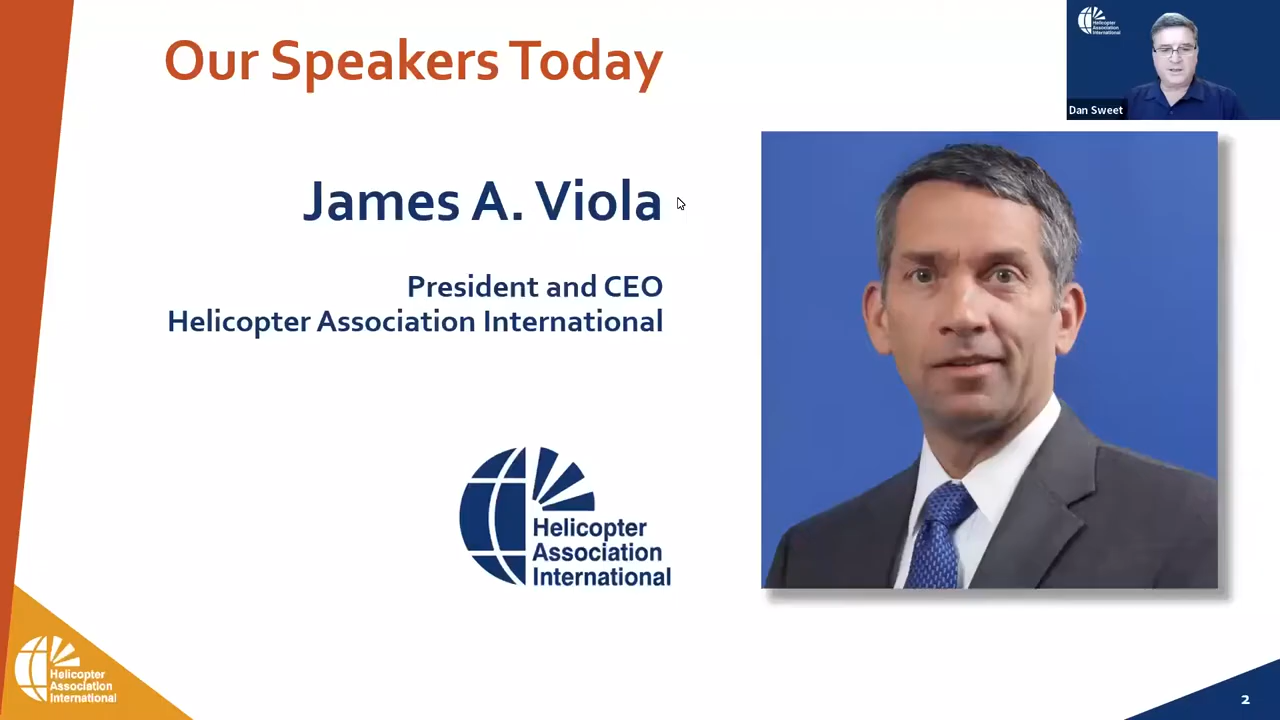 Our Speakers Today
Helicopter
Association
International
Dan Sweet
James A. Viola
President and CEO
Helicopter Association International
Helicopter
Association
International
Helicopter
Association
International
2